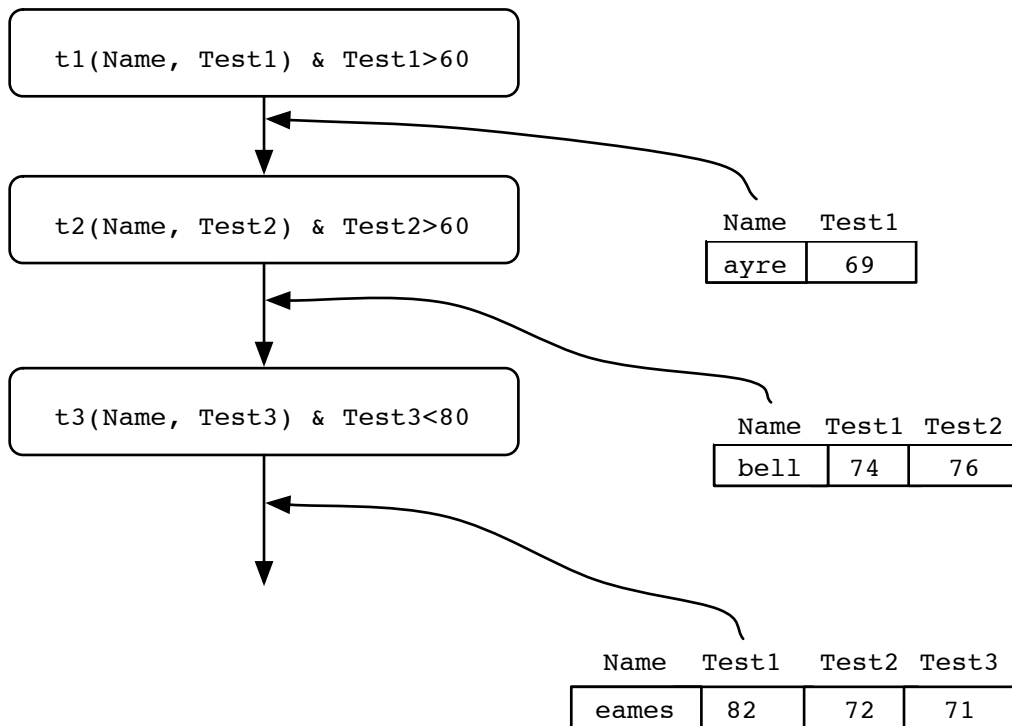 t1(Name, Test1) & Test1>60
t2(Name, Test2) & Test2>60
Name Test1
ayre 69
t3(Name, Test3) & Test3<80
Name Test1 Test2
bell 74 76
Name Test1 Test2 Test3
eames 82 72 71